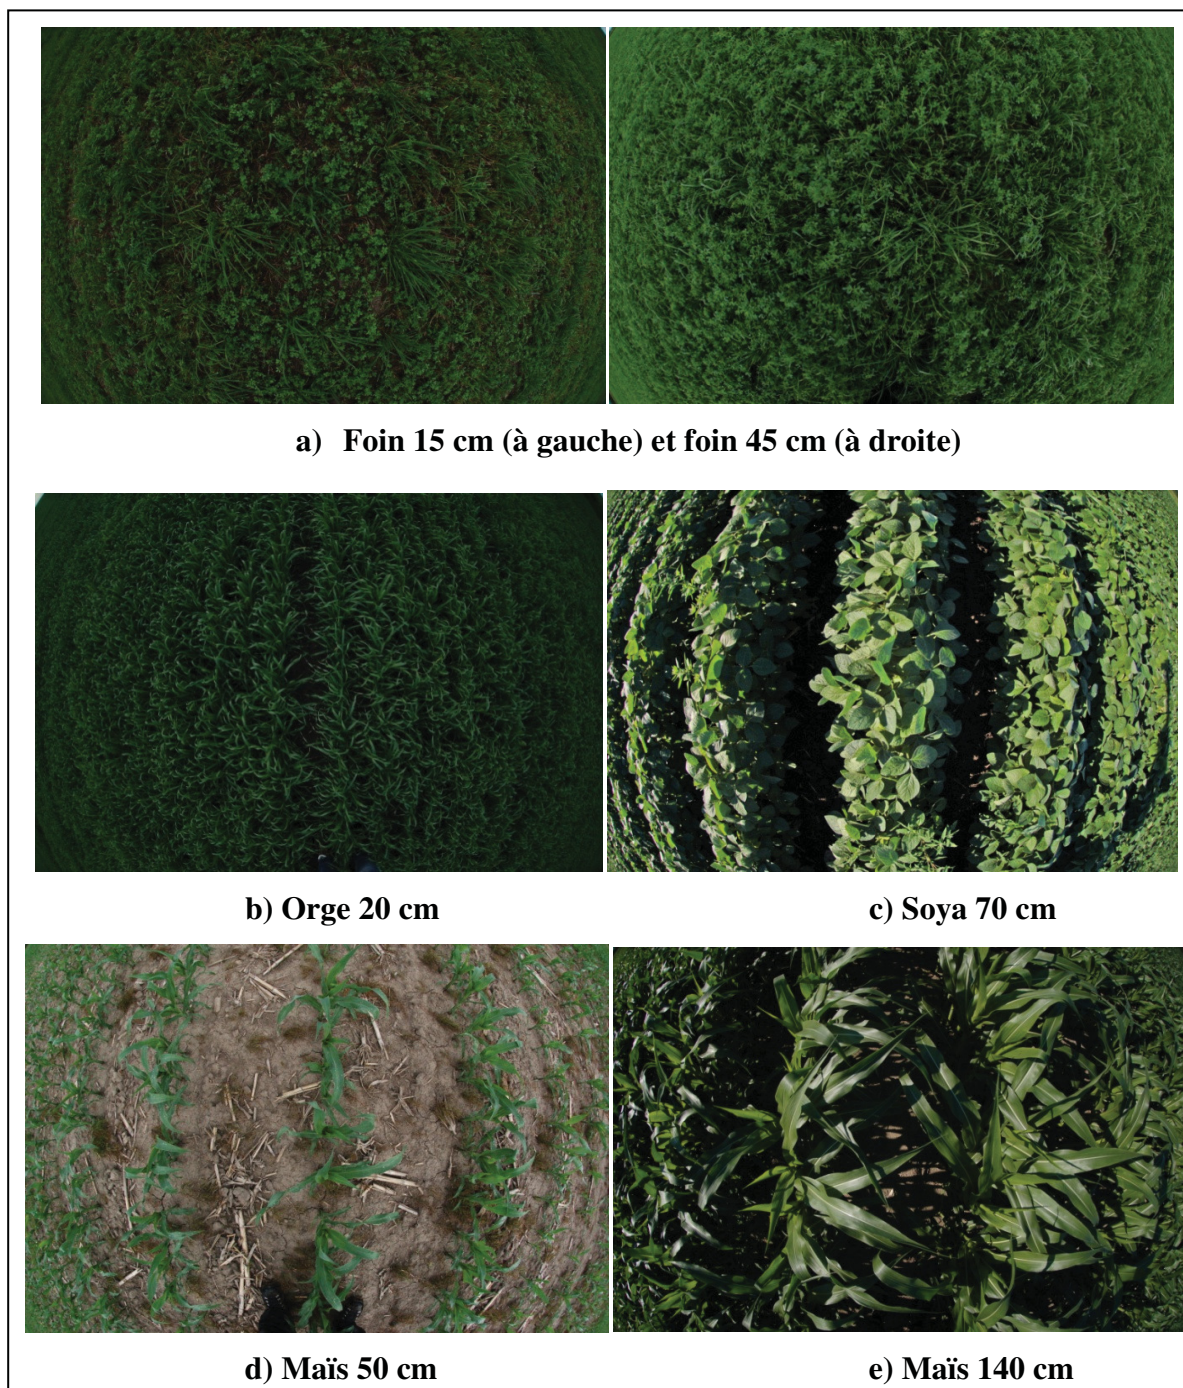 a) Foin 15 cm (à gauche) et foin 45 cm (à droite)
b) Orge 20 cm
c) Soya 70 cm
d) Maïs 50 cm
e) Maïs 140 cm